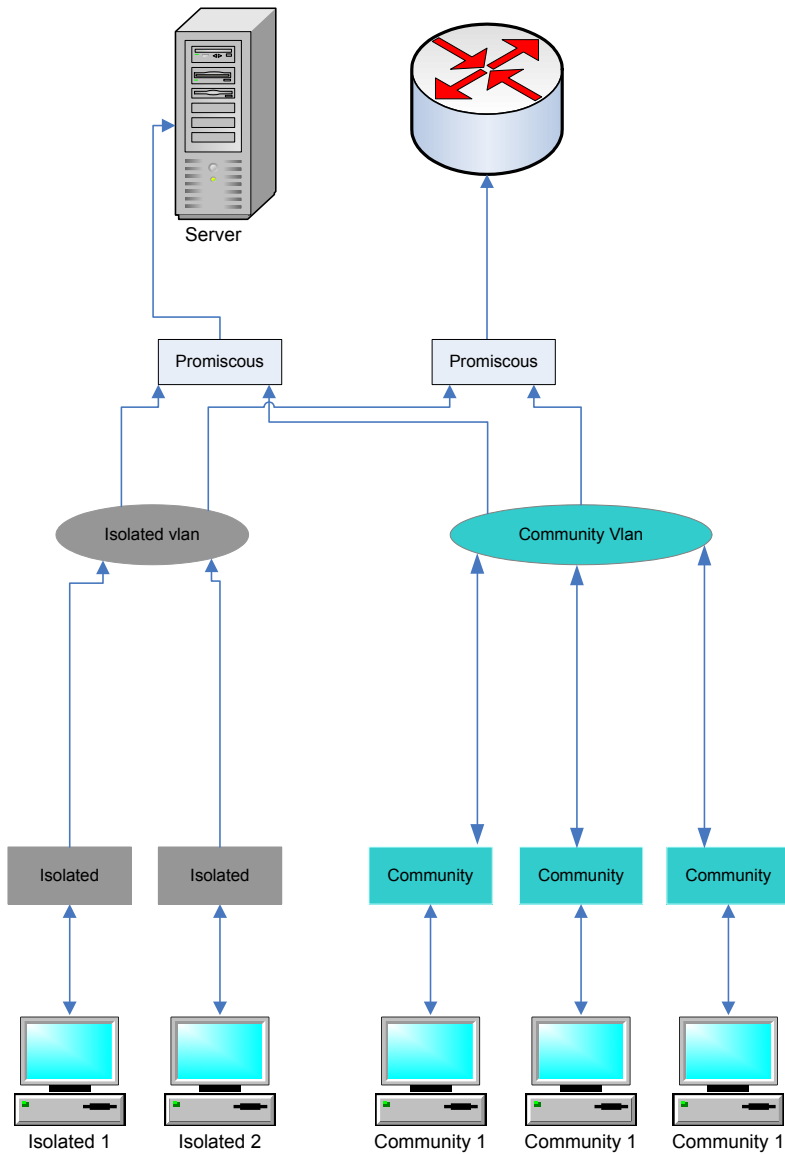 Server
Promiscous
Promiscous
Isolated vlan
Community Vlan
Isolated
Isolated
Community
Community
Community
Isolated 1
Isolated 2
Community 1
Community 1
Community 1